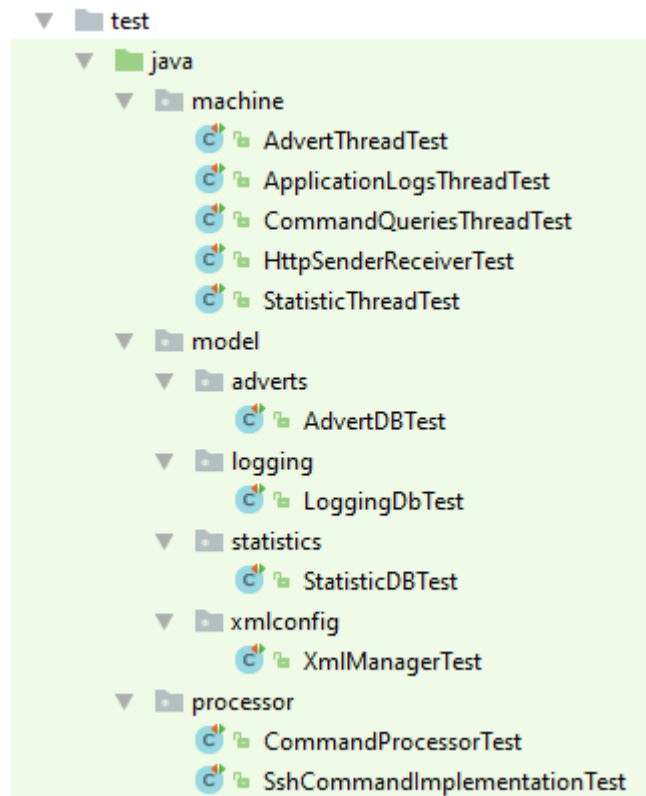 test
java
machine
AdvertThreadTest
ApplicationLogsThreadTest
CommandQueriesThreadTest
HttpSenderReceiverTest
StatisticThreadTest
model
adverts
AdvertDBTest
logging
LoggingDbTest
statistics
StatisticDBTest
xmlconfig
XmlManagerTest
processor
CommandProcessorTest
SshCommandImplementationTest